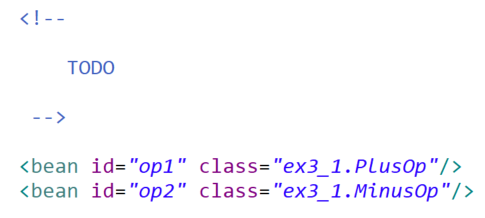 <!--
TODO
-->
<bean id="op1" class="ex3_1.PlusOp"/>
<bean id="op2" class="ex3_1.MinusOp"/>